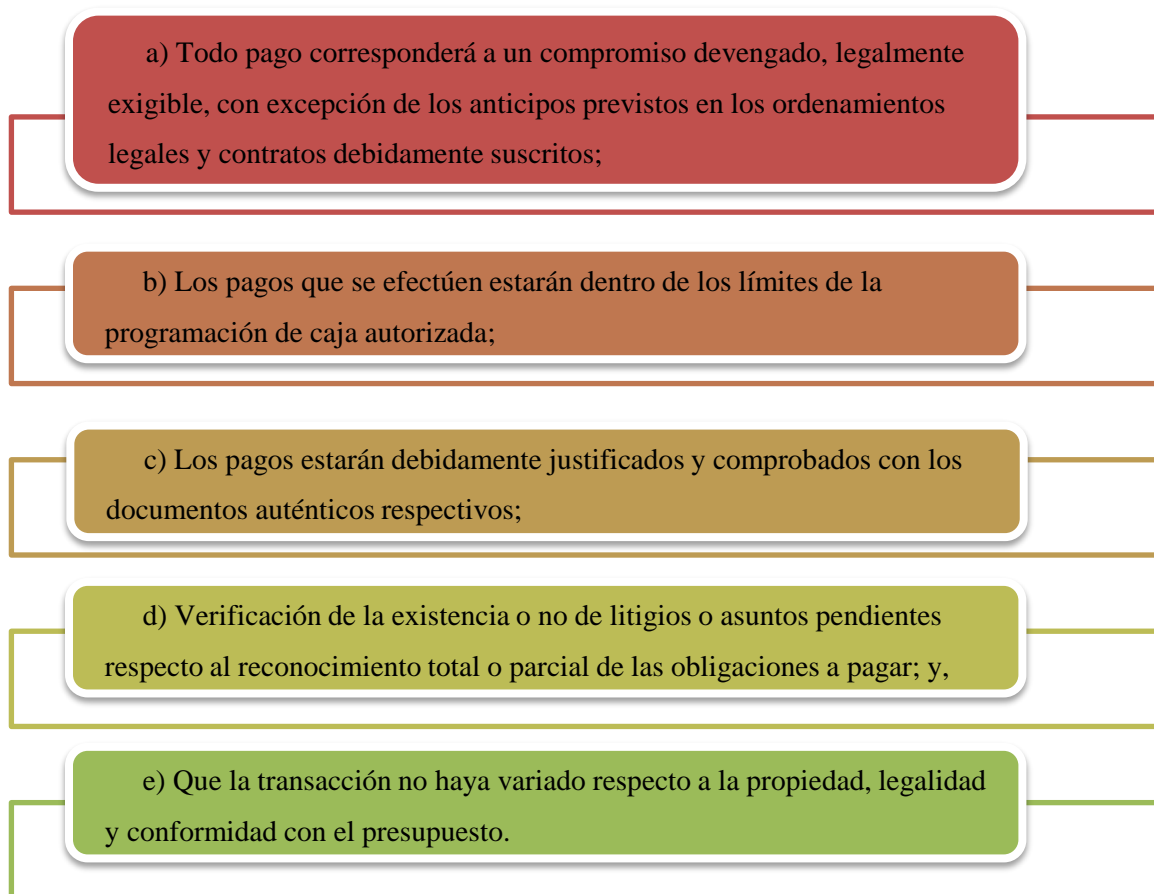 a) Todo pago corresponderá a un compromiso devengado, legalmente
exigible, con excepción de los anticipos previstos en los ordenamientos
legales y contratos debidamente suscritos;
b) Los pagos que se efectúen estarán dentro de los límites de la
programación de caja autorizada;
c) Los pagos estarán debidamente justificados y comprobados con los
documentos auténticos respectivos;
d) Verificación de la existencia o no de litigios o asuntos pendientes
respecto al reconocimiento total o parcial de las obligaciones a pagar; y,
e) Que la transacción no haya variado respecto a la propiedad, legalidad
y conformidad con el presupuesto.